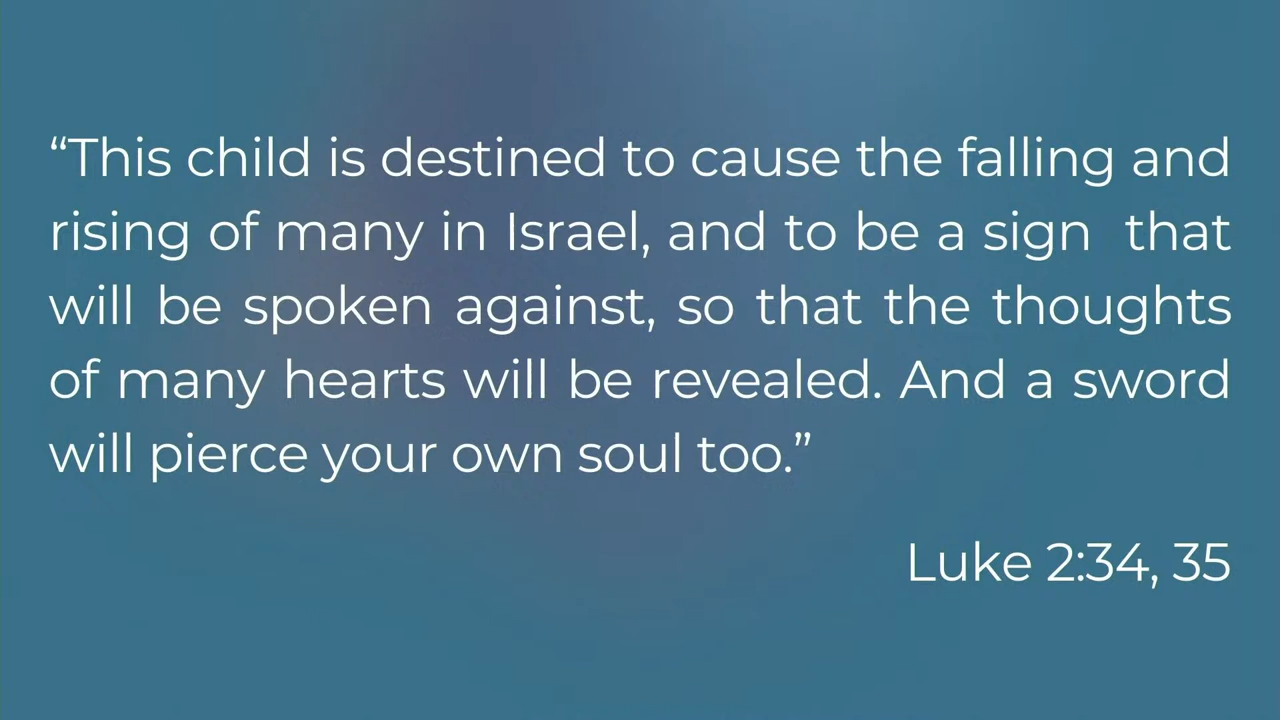 “This child is destined to cause the falling and
rising of many in Israel, and to be a sign  that
will be spoken against, so that the thoughts
of many hearts will be revealed. And a sword
will pierce your own soul too.”
Luke 2:34, 35